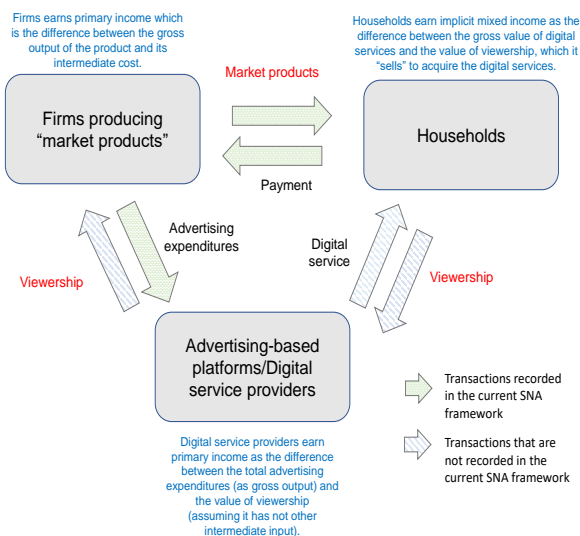 Firms earn primary income which
is the difference between the gross
output of the product and its
intermediate cost.
Households earn implicit mixed income as the
difference between the gross value of digital
services and the value of viewership, which it
“sells” to acquire the digital services.
Market products
Firms producing
“market products”
Households
Payment
Advertising
expenditures
Digital
service
Viewership
Viewership
Advertising-based
platforms/Digital
service providers
Transactions recorded
in the current SNA
framework
Transactions that are
not recorded in the
current SNA framework
Digital service providers earn
primary income as the difference
between the total advertising
expenditures (as gross output) and
the value of viewership
(assuming it has not other
intermediate input).